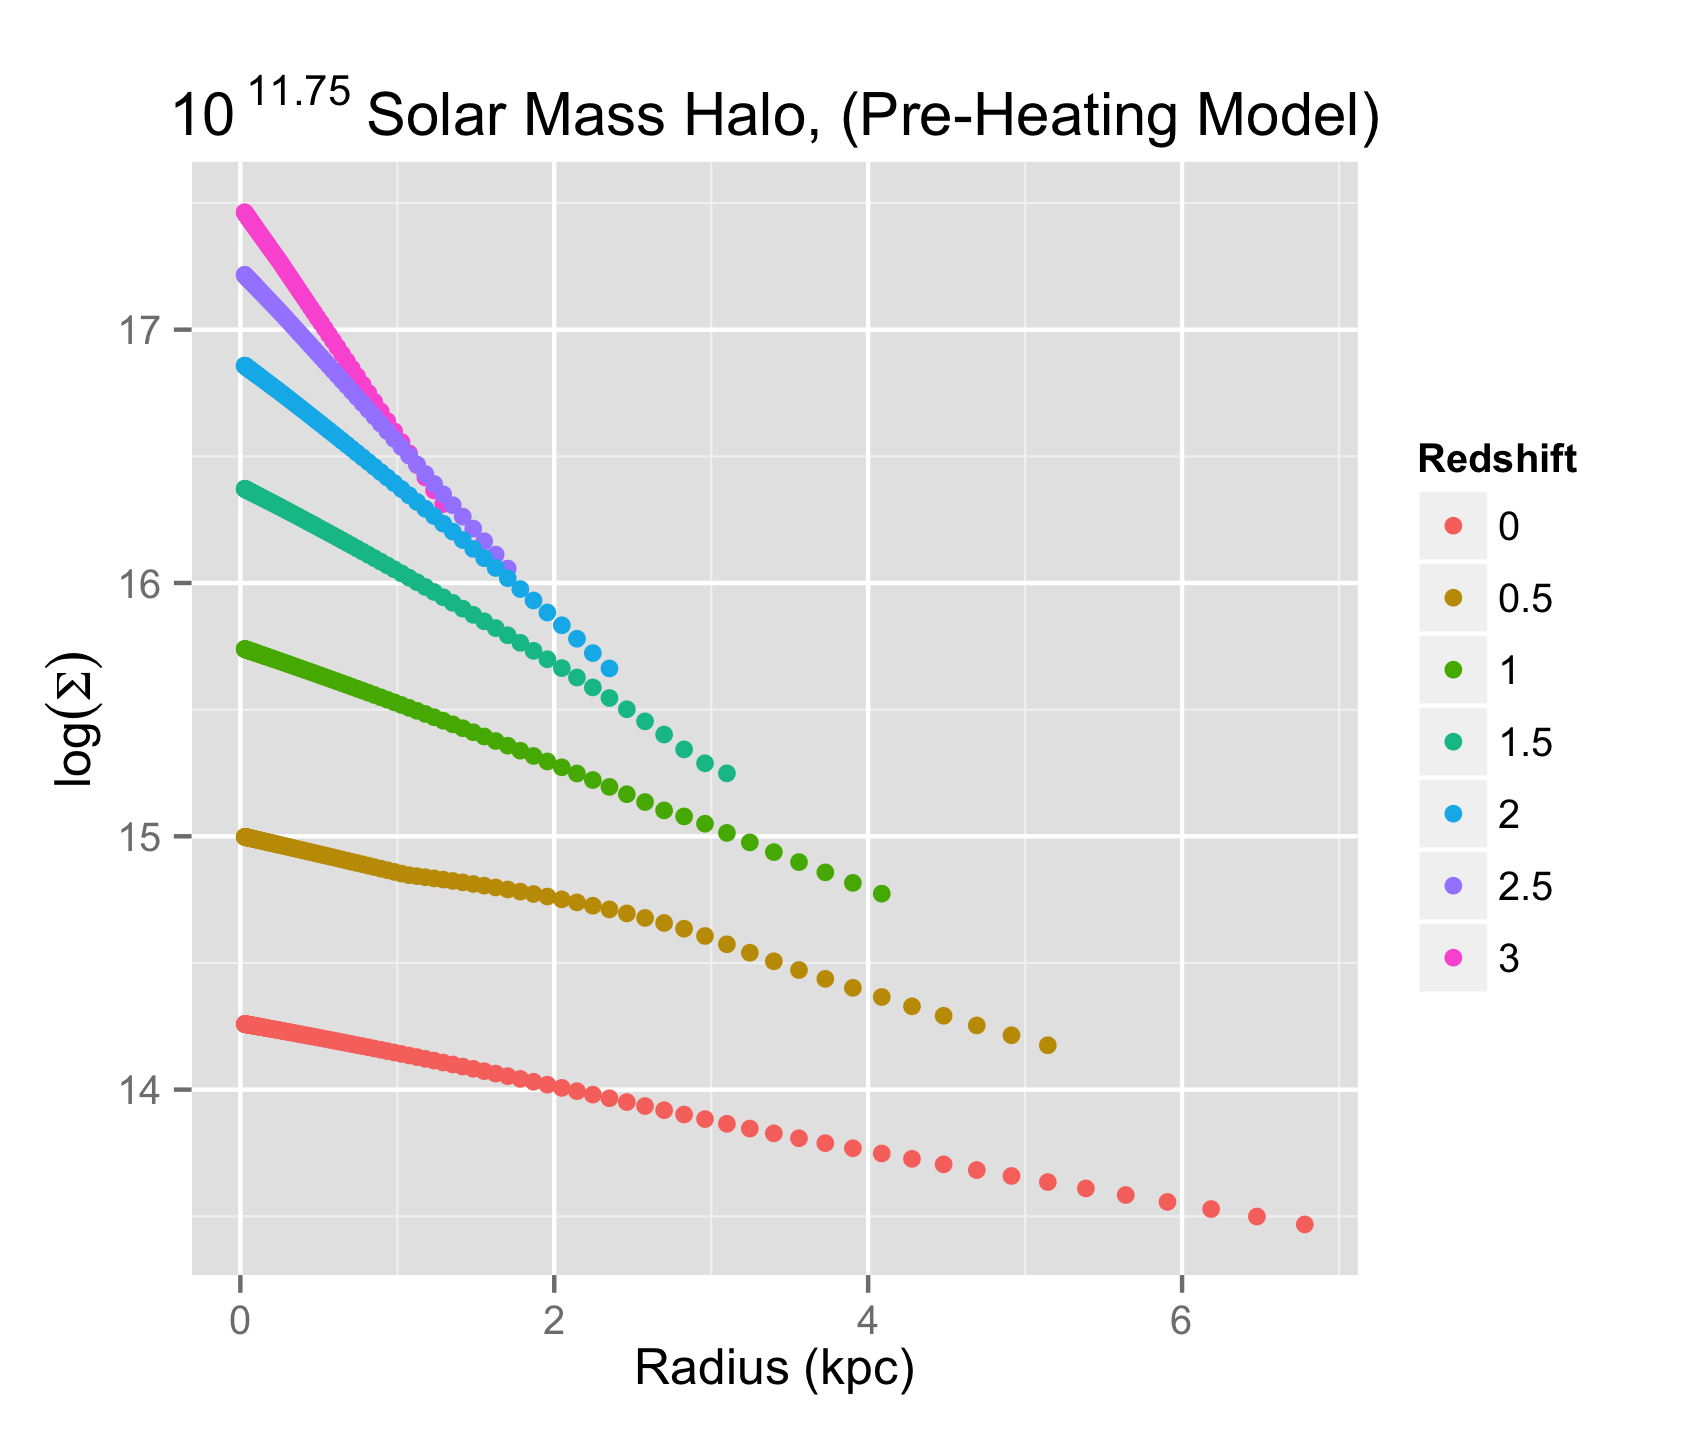 10^11.75 Solar Mass Halo, (Pre-Heating Model)
17
16
15
14
log(Σ)
0 2 4 6
Radius (kpc)
Redshift
0
0.5
1
1.5
2
2.5
3